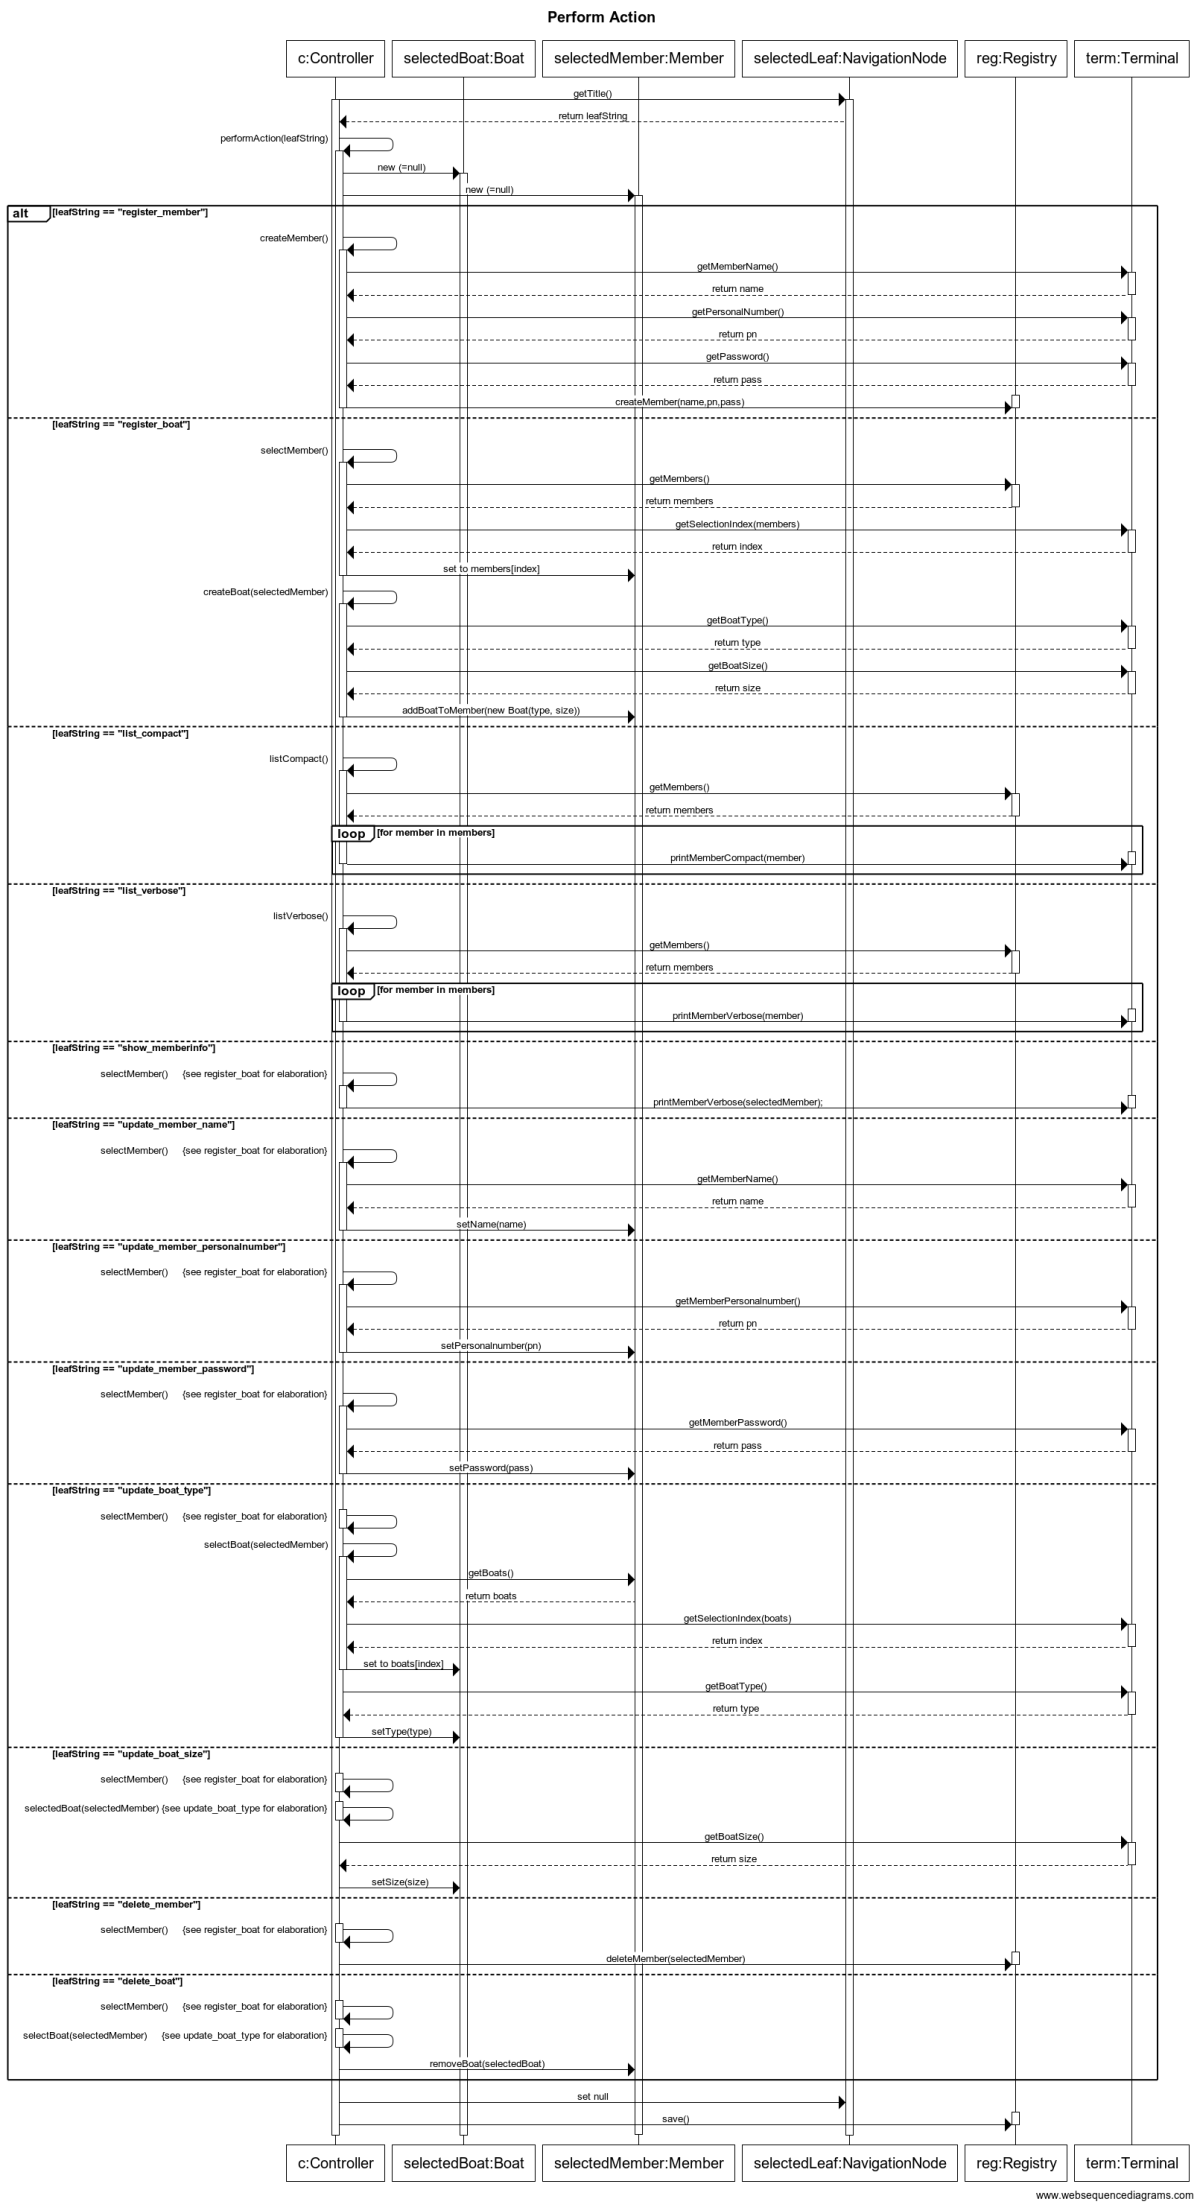 Perform Action
c:Controller
selectedBoat:Boat
selectedMember:Member
selectedLeaf:NavigationNode
reg:Registry
term:Terminal
getTitle()
return leafString
performAction(leafString)
new (=null)
new (=null)
alt [leafString == "register_member"]
createMember()
getMemberName()
return name
getPersonalNumber()
return pn
getPassword()
return pass
createMember(name,pn,pass)
[leafString == "register_boat"]
selectMember()
getMembers()
return members
getSelectionIndex(members)
return index
set to members[index]
createBoat(selectedMember)
getBoatType()
return type
getBoatSize()
return size
addBoatToMember(new Boat(type, size))
[leafString == "list_compact"]
listCompact()
getMembers()
return members
loop [for member in members]
printMemberCompact(member)
[leafString == "list_verbose"]
listVerbose()
getMembers()
return members
loop [for member in members]
printMemberVerbose(member)
[leafString == "show_memberinfo"]
selectMember() {see register_boat for elaboration}
printMemberVerbose(selectedMember);
[leafString == "update_member_name"]
selectMember() {see register_boat for elaboration}
getMemberName()
return name
setName(name)
[leafString == "update_member_personalnumber"]
selectMember() {see register_boat for elaboration}
getMemberPersonalnumber()
return pn
setPersonalnumber(pn)
[leafString == "update_member_password"]
selectMember() {see register_boat for elaboration}
getMemberPassword()
return pass
setPassword(pass)
[leafString == "update_boat_type"]
selectMember() {see register_boat for elaboration}
selectBoat(selectedMember)
getBoats()
return boats
getSelectionIndex(boats)
return index
set to boats[index]
getBoatType()
return type
setType(type)
[leafString == "update_boat_size"]
selectMember() {see register_boat for elaboration}
selectedBoat(selectedMember) {see update_boat_type for elaboration}
getBoatSize()
return size
setSize(size)
[leafString == "delete_member"]
selectMember() {see register_boat for elaboration}
deleteMember(selectedMember)
[leafString == "delete_boat"]
selectMember() {see register_boat for elaboration}
selectBoat(selectedMember) {see update_boat_type for elaboration}
removeBoat(selectedBoat)
set null
save()
c:Controller
selectedBoat:Boat
selectedMember:Member
selectedLeaf:NavigationNode
reg:Registry
term:Terminal
www.websequencediagrams.com